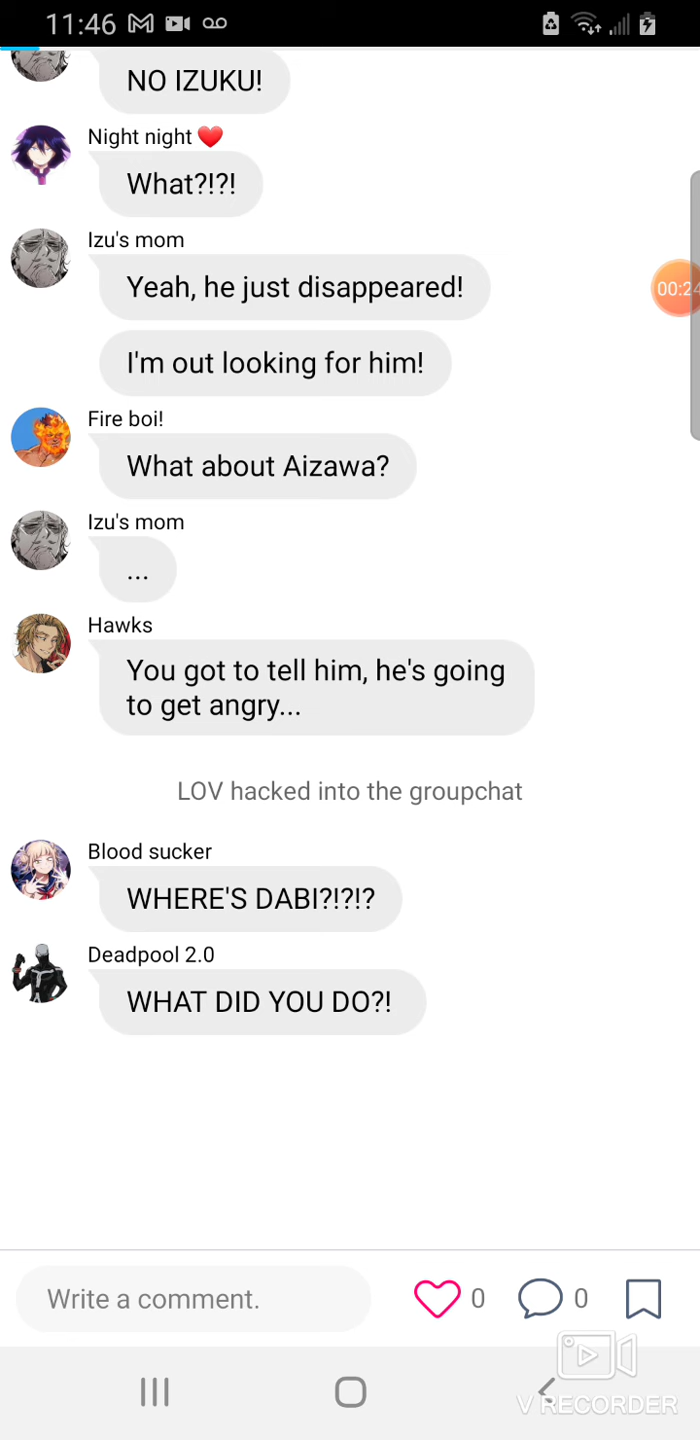 11:46
NO IZUKU!
Night night ❤️
What?!?!
Izu's mom
Yeah, he just disappeared!
00:24
I'm out looking for him!
Fire boi!
What about Aizawa?
Izu's mom
...
Hawks
You got to tell him, he's going
to get angry...
LOV hacked into the groupchat
Blood sucker
WHERE'S DABI?!?!?
Deadpool 2.0
WHAT DID YOU DO?!
Write a comment.
0
0
V RECORDER